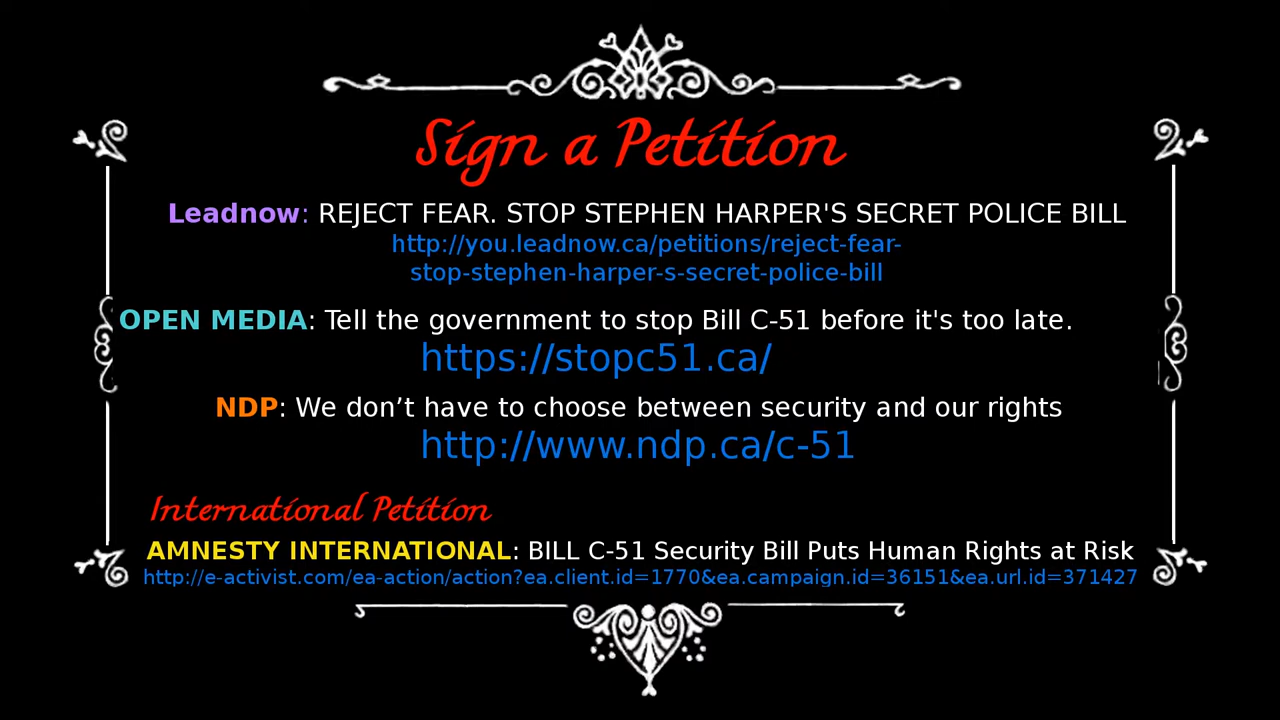 Sign a Petition
Leadnow: REJECT FEAR. STOP STEPHEN HARPER'S SECRET POLICE BILL
http://you.leadnow.ca/petitions/reject-fear-
stop-stephen-harper-s-secret-police-bill
OPEN MEDIA: Tell the government to stop Bill C-51 before it's too late.
https://stopc51.ca/
NDP: We don’t have to choose between security and our rights
http://www.ndp.ca/c-51
International Petition
AMNESTY INTERNATIONAL: BILL C-51 Security Bill Puts Human Rights at Risk
http://e-activist.com/ea-action/action?ea.client.id=1770&ea.campaign.id=36151&ea.url.id=371427